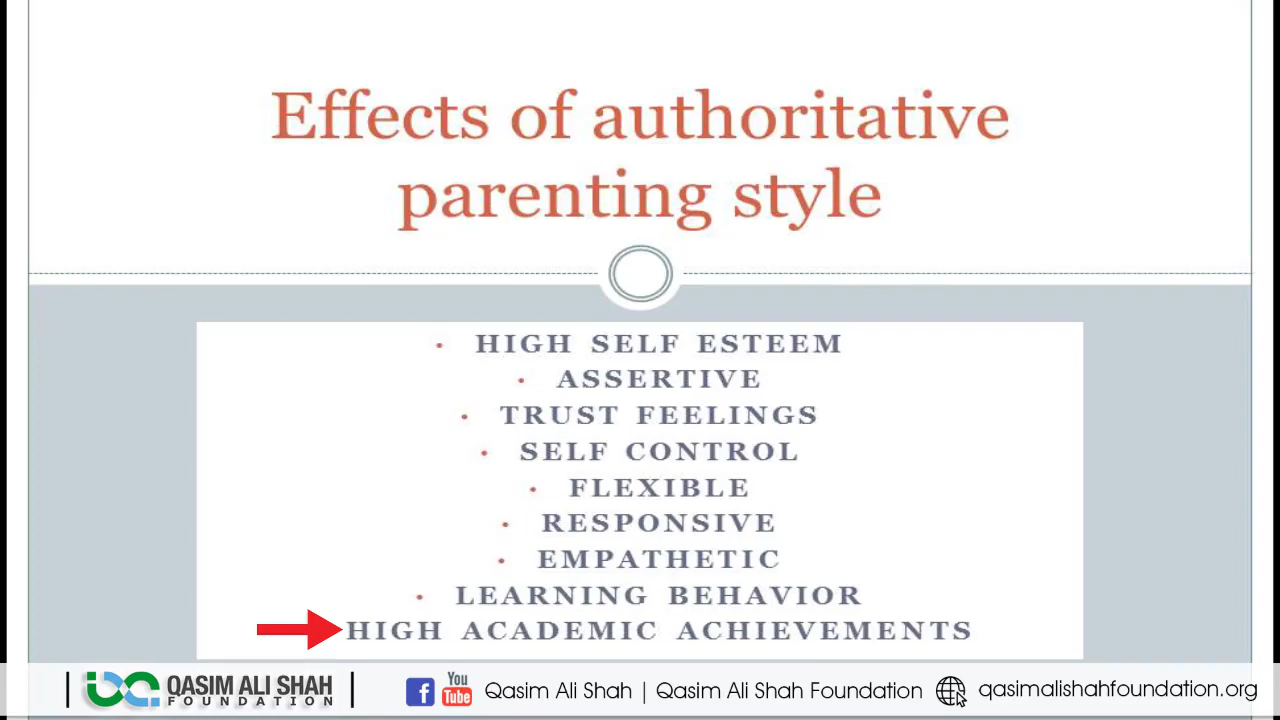 Effects of authoritative
parenting style
• HIGH SELF ESTEEM
• ASSERTIVE
• TRUST FEELINGS
• SELF CONTROL
• FLEXIBLE
• RESPONSIVE
• EMPATHETIC
• LEARNING BEHAVIOR
HIGH ACADEMIC ACHIEVEMENTS
QASIM ALI SHAH
FOUNDATION
f You
Tube
Qasim Ali Shah | Qasim Ali Shah Foundation
qasimalishahfoundation.org